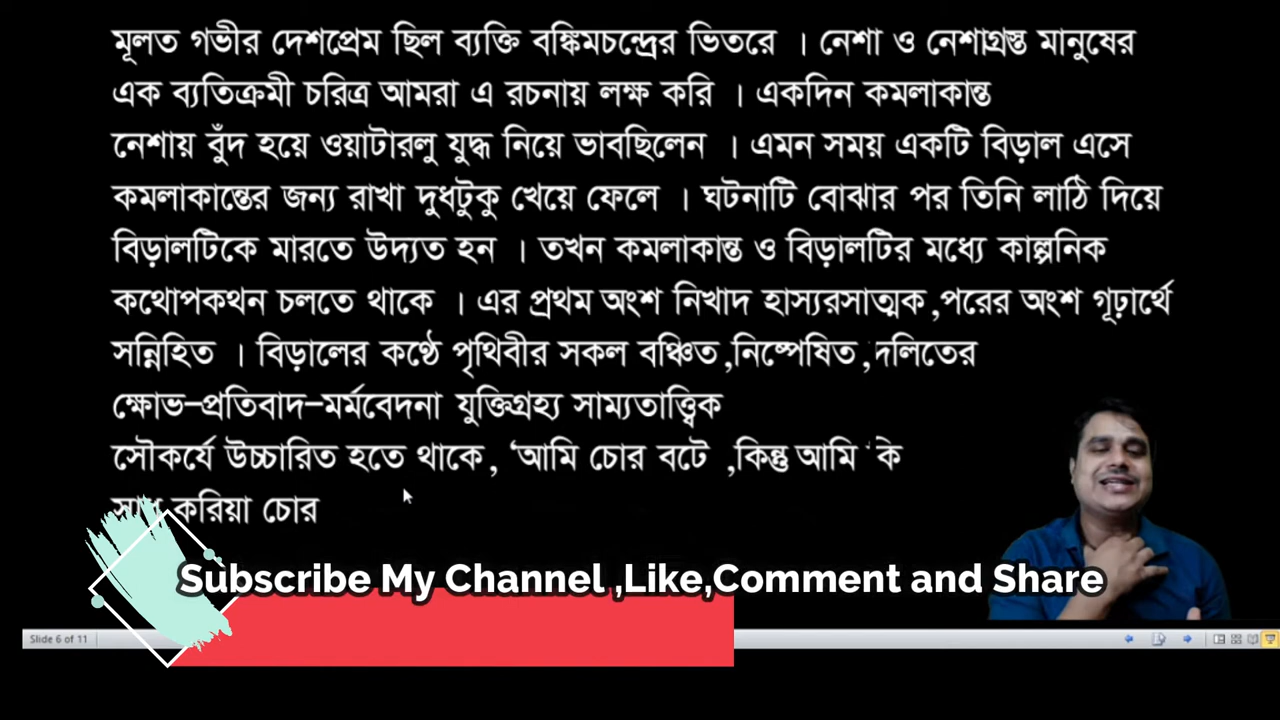 মূলত গভীর দেশপ্রেম ছিল ব্যক্তি বঙ্কিমচন্দ্রের ভিতরে । নেশা ও নেশাগ্রস্ত মানুষের
এক ব্যতিক্রমী চরিত্র আমরা এ রচনায় লক্ষ করি । একদিন কমলাকান্ত
নেশায় বুঁদ হয়ে ওয়াটারলু যুদ্ধ নিয়ে ভাবছিলেন । এমন সময় একটি বিড়াল এসে
কমলাকান্তের জন্য রাখা দুধটুকু খেয়ে ফেলে । ঘটনাটি বোঝার পর তিনি লাঠি দিয়ে
বিড়ালটিকে মারতে উদ্যত হন । তখন কমলাকান্ত ও বিড়ালটির মধ্যে কাল্পনিক
কথোপকথন চলতে থাকে । এর প্রথম অংশ নিখাদ হাস্যরসাত্মক ,পরের অংশ গূঢ়ার্থে
সন্নিহিত । বিড়ালের কণ্ঠে পৃথিবীর সকল বঞ্চিত ,নিষ্পেষিত ,দলিতের
ক্ষোভ-প্রতিবাদ-মর্মবেদনা যুক্তিগ্রহ্য সাম্যতাত্ত্বিক
সৌকর্যে উচ্চারিত হতে থাকে, ‘আমি চোর বটে ,কিন্তু আমি কি
করিয়া চোর
Subscribe My Channel ,Like,Comment and Share
Slide 6 of 11